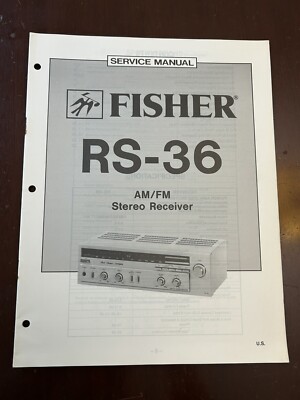 SERVICE MANUAL
FISHER®
RS-36
AM/FM
Stereo Receiver
U.S.